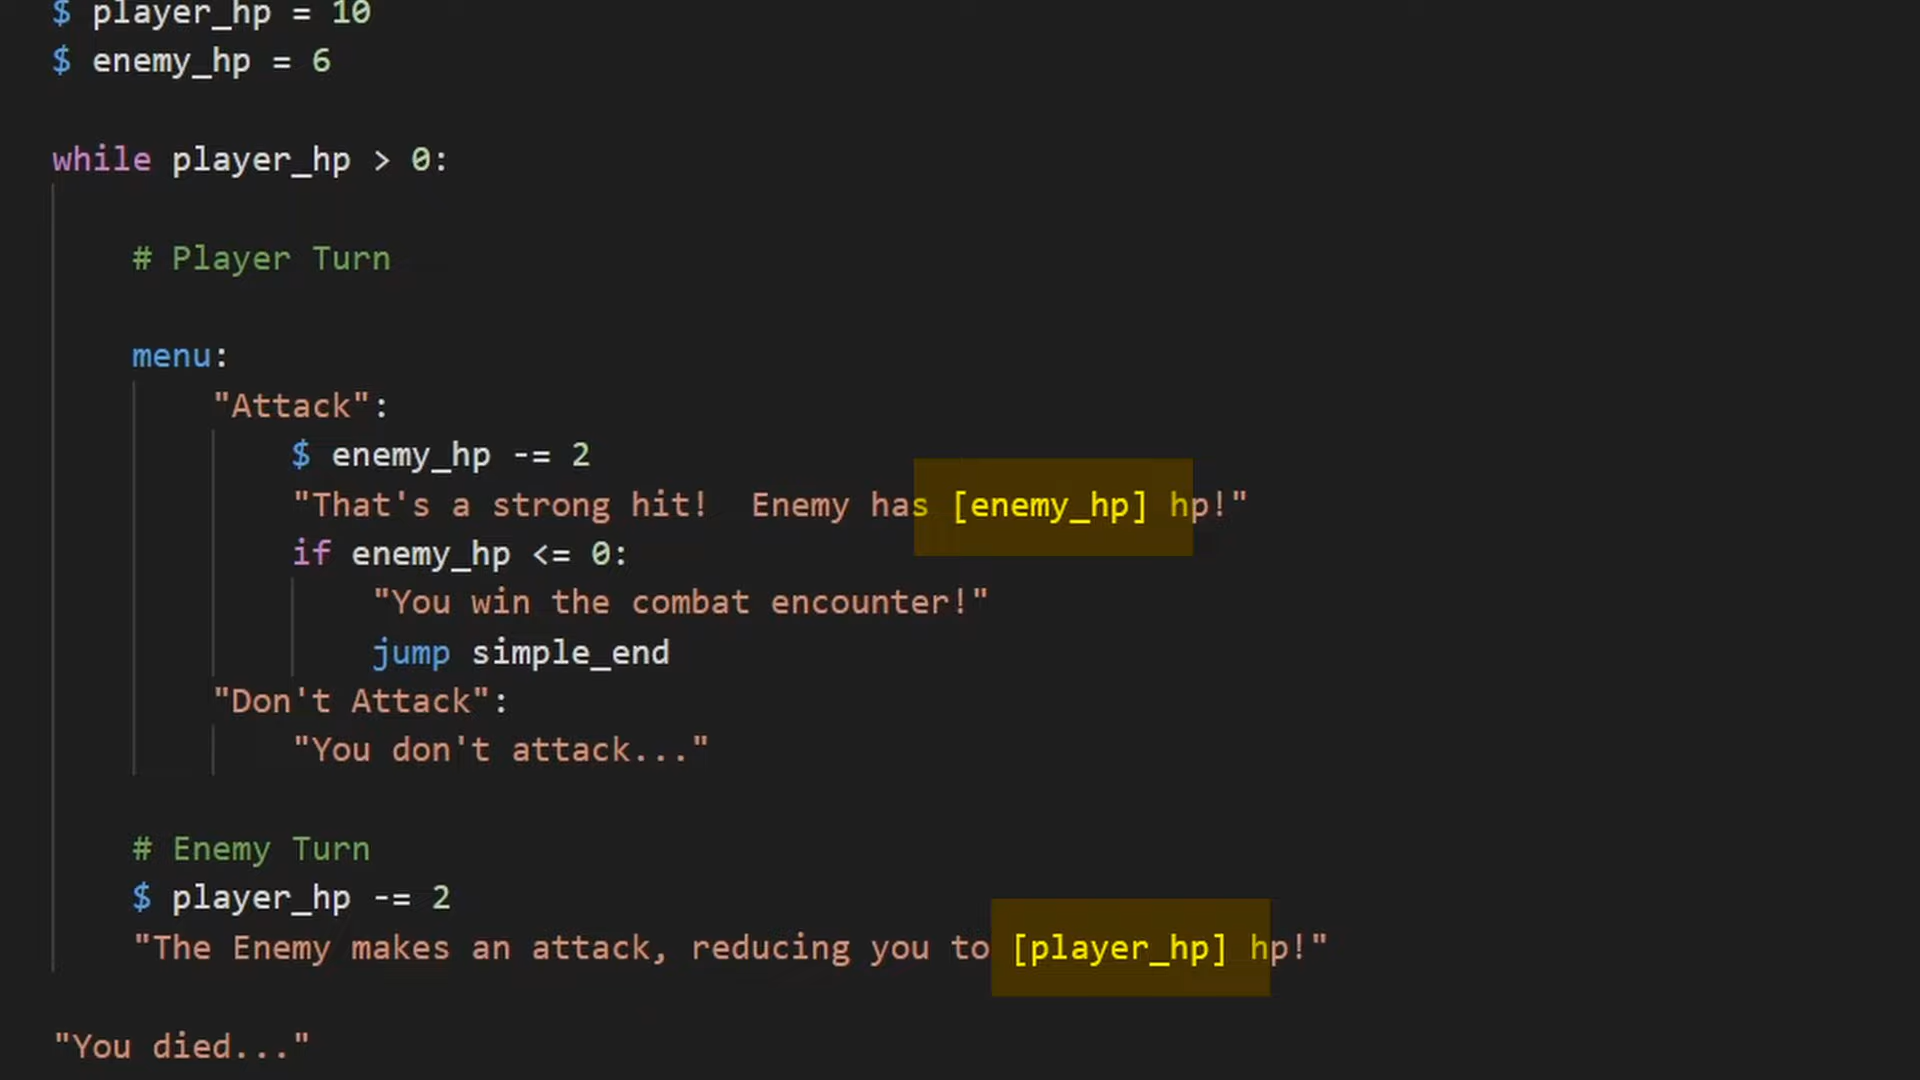 $ player_hp = 10
$ enemy_hp = 6
while player_hp > 0:
# Player Turn
menu:
"Attack":
$ enemy_hp -= 2
"That's a strong hit!  Enemy has [enemy_hp] hp!"
if enemy_hp <= 0:
"You win the combat encounter!"
jump simple_end
"Don't Attack":
"You don't attack..."
# Enemy Turn
$ player_hp -= 2
"The Enemy makes an attack, reducing you to [player_hp] hp!"
"You died..."